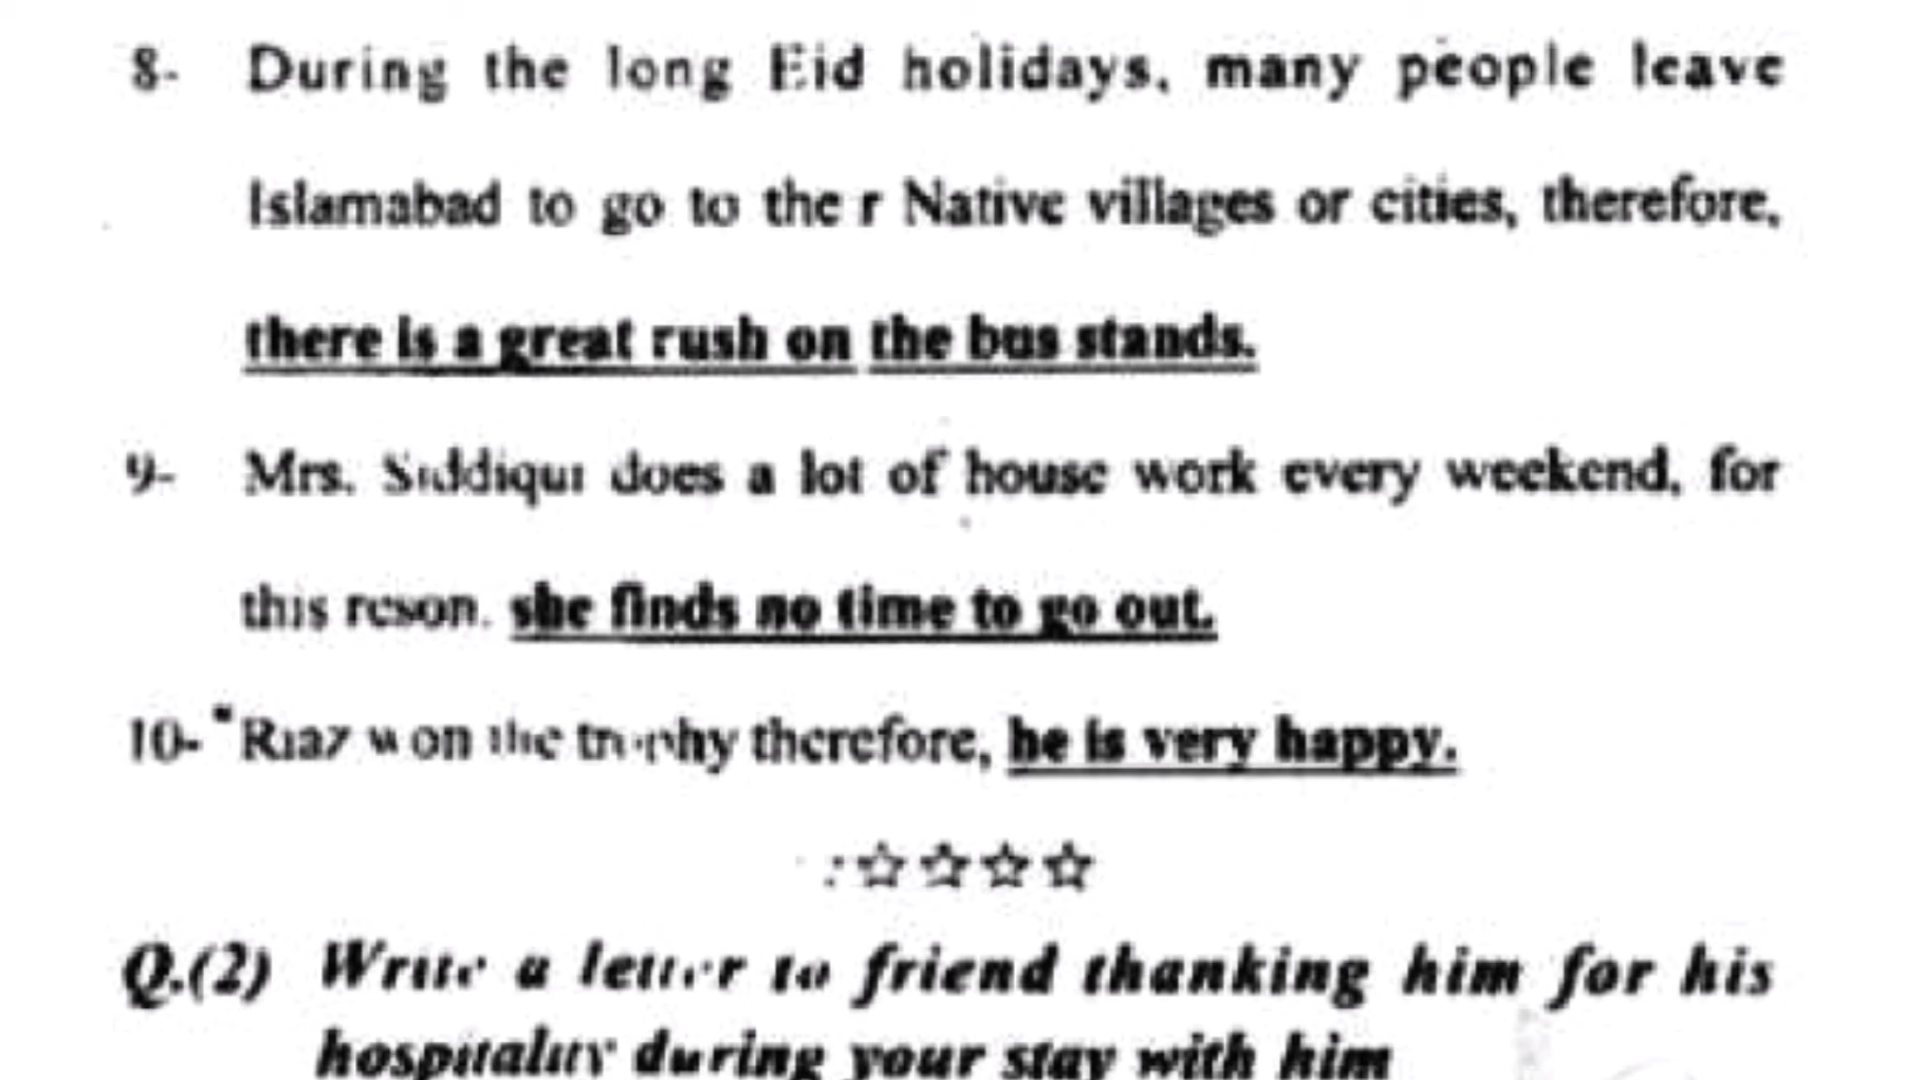 8- During the long Eid holidays, many people leave
Islamabad to go to the r Native villages or cities, therefore,
there is a great rush on the bus stands.
9- Mrs. Siddiqui does a lot of house work every weekend, for
this reson. she finds no time to go out.
10- Riaz won the trophy therefore, he is very happy.
:☆☆☆☆
Q.(2) Write a letter to friend thanking him for his
hospitality during your stay with him